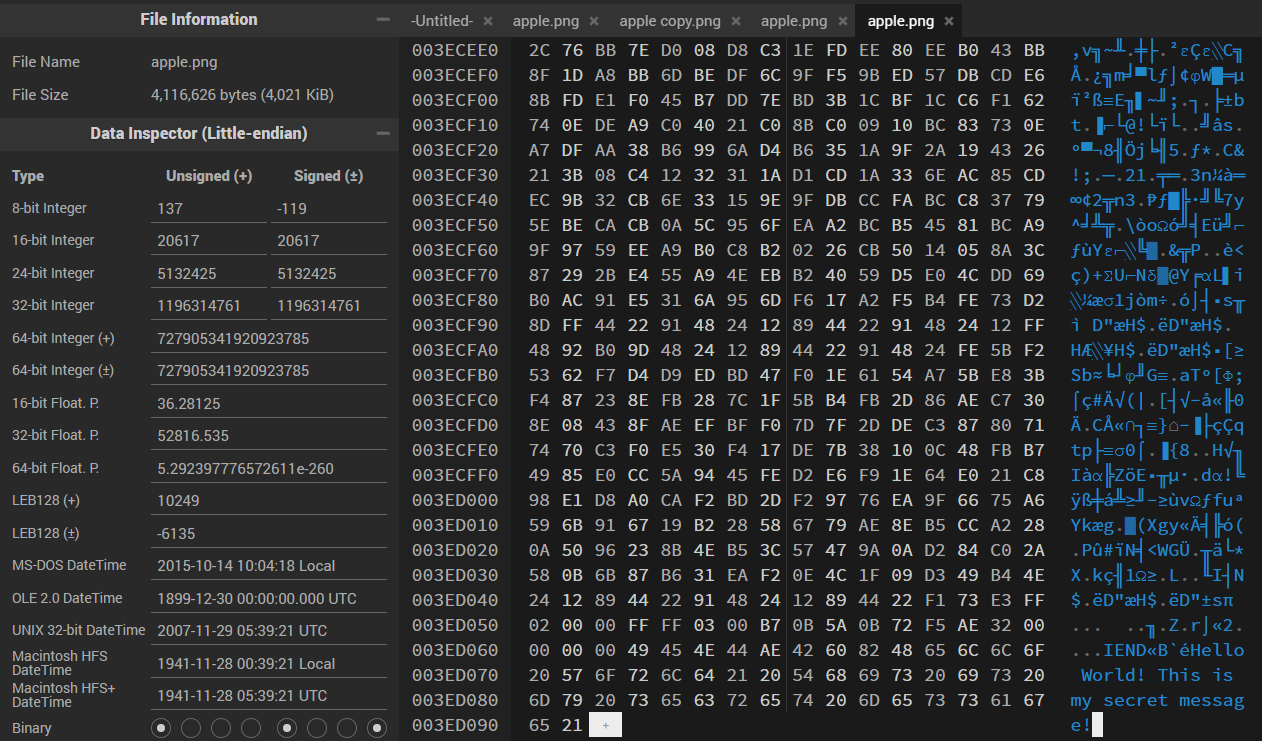 File Information
-Untitled- × apple.png × apple copy.png × apple.png × apple.png ×
File Name apple.png
File Size 4,116,626 bytes (4,021 KiB)
Data Inspector (Little-endian)
Type Unsigned (+) Signed (±)
8-bit Integer 137 -119
16-bit Integer 20617 20617
24-bit Integer 5132425 5132425
32-bit Integer 1196314761 1196314761
64-bit Integer (+) 727905341920923785
64-bit Integer (±) 727905341920923785
16-bit Float. P. 36.28125
32-bit Float. P. 52816.535
64-bit Float. P. 5.292397776572611e-260
LEB128 (+) 10249
LEB128 (±) -6135
MS-DOS DateTime 2015-10-14 10:04:18 Local
OLE 2.0 DateTime 1899-12-30 00:00:00.000 UTC
UNIX 32-bit DateTime 2007-11-29 05:39:21 UTC
Macintosh HFS DateTime 1941-11-28 00:39:21 Local
Macintosh HFS+ DateTime 1941-11-28 05:39:21 UTC
Binary
003ECEE0 2C 76 BB 7E D0 08 D8 C3 1E FD EE 80 EE B0 43 BB
003ECEF0 8F 1D A8 BB 6D BE DF 6C 9F F5 9B ED 57 DB CD E6
003ECF00 8B FD E1 F0 45 B7 DD 7E BD 3B 1C BF 1C C6 F1 62
003ECF10 74 0E DE A9 C0 40 21 C0 8B C0 09 10 BC 83 73 0E
003ECF20 A7 DF AA 38 B6 99 6A D4 B6 35 1A 9F 2A 19 43 26
003ECF30 21 3B 08 C4 12 32 31 1A D1 CD 1A 33 6E AC 85 CD
003ECF40 EC 9B 32 CB 6E 33 15 9E 9F DB CC FA BC C8 37 79
003ECF50 5E BE CA CB 0A 5C 95 6F EA A2 BC B5 45 81 BC A9
003ECF60 9F 97 59 EE A9 B0 C8 B2 02 26 CB 50 14 05 8A 3C
003ECF70 87 29 2B E4 55 A9 4E EB B2 40 59 D5 E0 4C DD 69
003ECF80 B0 AC 91 E5 31 6A 95 6D F6 17 A2 F5 B4 FE 73 D2
003ECF90 8D FF 44 22 91 48 24 12 89 44 22 91 48 24 12 FF
003ECFA0 48 92 B0 9D 48 24 12 89 44 22 91 48 24 FE 5B F2
003ECFB0 53 62 F7 D4 D9 ED BD 47 F0 1E 61 54 A7 5B E8 3B
003ECFC0 F4 87 23 8E FB 28 7C 1F 5B B4 FB 2D 86 AE C7 30
003ECFD0 8E 08 43 8F AE AE EF BF F0 7D 7F 2D DE C3 87 80 71
003ECFE0 74 70 C3 F0 E5 30 F4 17 DE 7B 38 10 0C 48 FB B7
003ECFF0 49 85 E0 CC 5A 94 45 FE D2 E6 F9 1E 64 E0 21 C8
003ED000 98 E1 D8 A0 CA F2 BD 2D F2 97 76 EA 9F 66 75 A6
003ED010 59 6B 91 67 19 B2 28 58 67 79 AE 8E B5 CC A2 28
003ED020 0A 50 96 23 8B 4E B5 3C 57 47 9A 0A D2 84 C0 2A
003ED030 58 0B 6B 87 B6 31 EA F2 0E 4C 1F 09 D3 49 B4 4E
003ED040 24 12 89 44 22 91 48 24 12 89 44 22 F1 73 E3 FF
003ED050 02 00 00 FF FF 03 00 B7 0B 5A 0B 72 F5 AE 32 00
003ED060 00 00 00 49 45 4E 44 AE 42 60 82 48 65 6C 6C 6F ...IEND«B`éHello
003ED070 20 57 6F 72 6C 64 21 20 54 68 69 73 20 69 73 20 World! This is
003ED080 6D 79 20 73 65 63 72 65 74 20 6D 65 73 73 61 67 my secret messag
003ED090 65 21 + e!